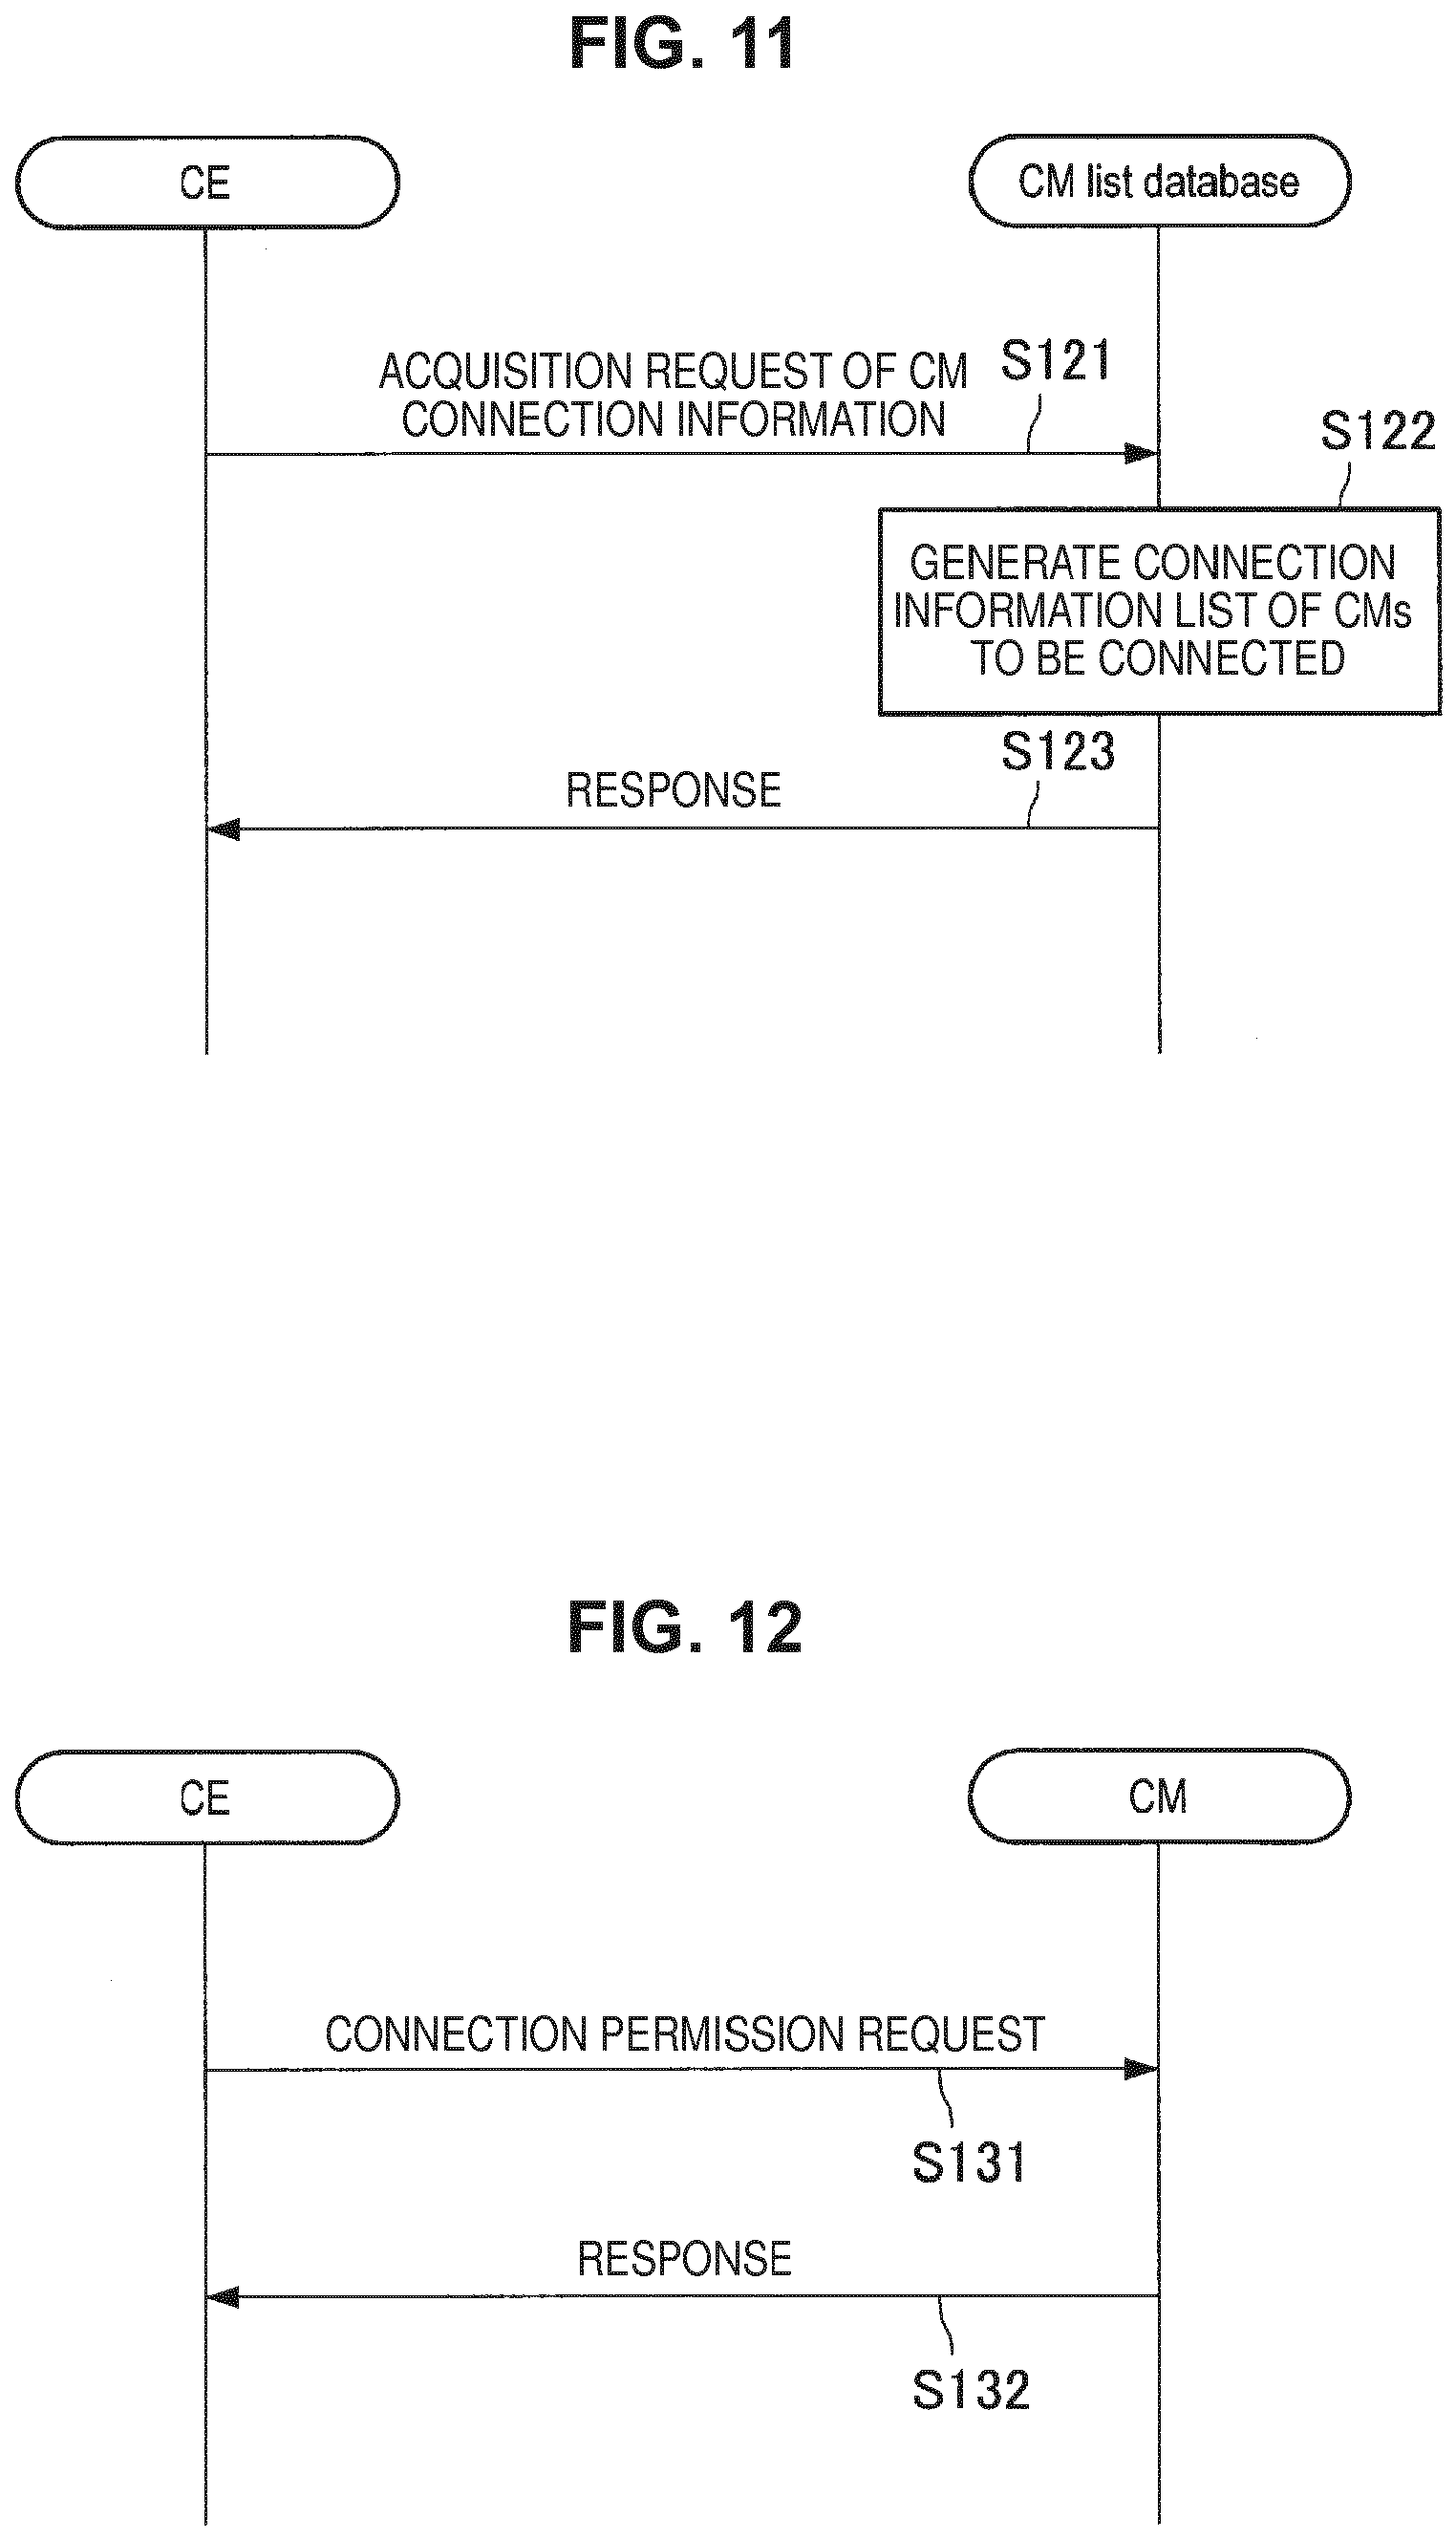 FIG. 11
CE
CM list database
ACQUISITION REQUEST OF CM
CONNECTION INFORMATION
S121
S122
GENERATE CONNECTION
INFORMATION LIST OF CMs
TO BE CONNECTED
S123
RESPONSE
FIG. 12
CE
CM
CONNECTION PERMISSION REQUEST
S131
RESPONSE
S132